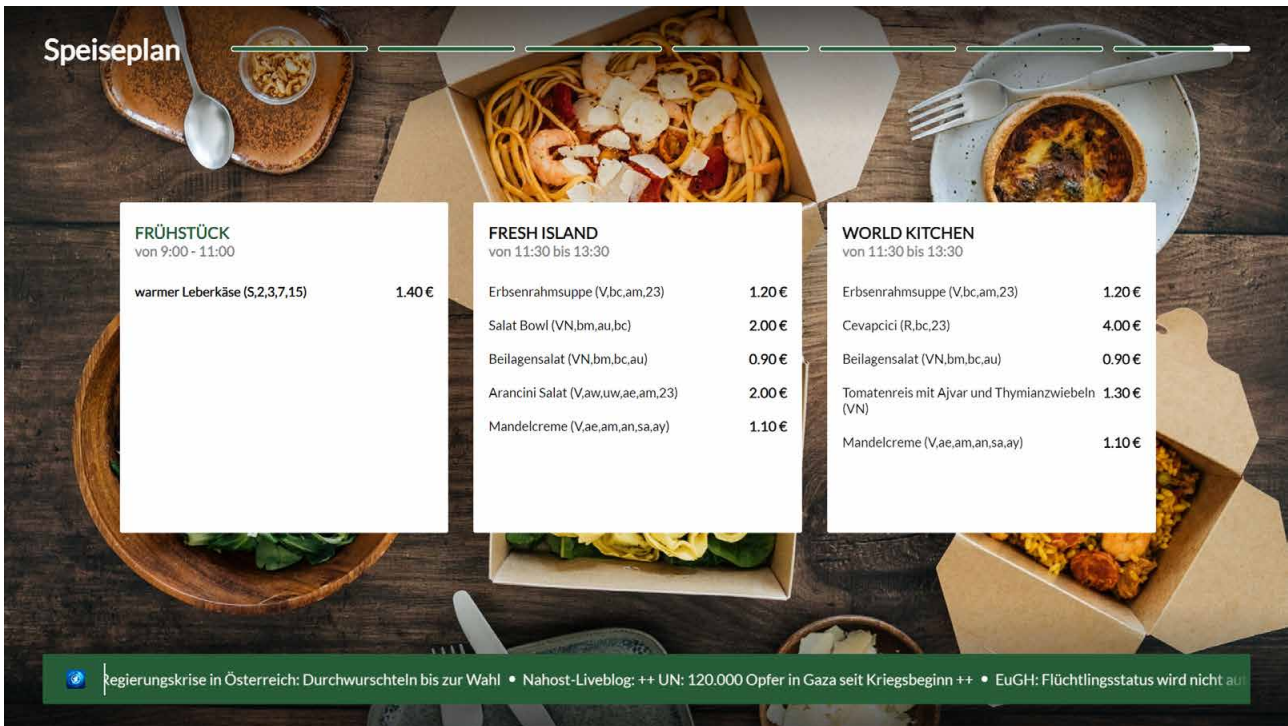 Speiseplan
FRÜHSTÜCK
von 9:00 - 11:00
warmer Leberkäse (S,2,3,7,15) 1.40 €
FRESH ISLAND
von 11:30 bis 13:30
Erbsenrahmsuppe (V,bc,am,23) 1.20 €
Salat Bowl (VN,bm,au,bc) 2.00 €
Beilagensalat (VN,bm,bc,au) 0.90 €
Arancini Salat (V,aw,uw,ae,am,23) 2.00 €
Mandelcreme (V,ae,am,an,sa,ay) 1.10 €
WORLD KITCHEN
von 11:30 bis 13:30
Erbsenrahmsuppe (V,bc,am,23) 1.20 €
Cevapcici (R,bc,23) 4.00 €
Beilagensalat (VN,bm,bc,au) 0.90 €
Tomatenreis mit Ajvar und Thymianzwiebeln 1.30 €
(VN)
Mandelcreme (V,ae,am,an,sa,ay) 1.10 €
Regierungskrise in Österreich: Durchwurschteln bis zur Wahl • Nahost-Liveblog: ++ UN: 120.000 Opfer in Gaza seit Kriegsbeginn ++ • EuGH: Flüchtlingsstatus wird nicht